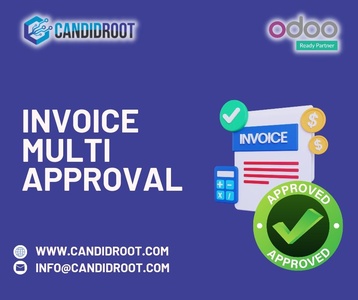 CANDIDROOT
odoo
Ready Partner
INVOICE
MULTI
APPROVAL
INVOICE
$
$
APPROVED
APPROVED
WWW.CANDIDROOT.COM
INFO@CANDIDROOT.COM